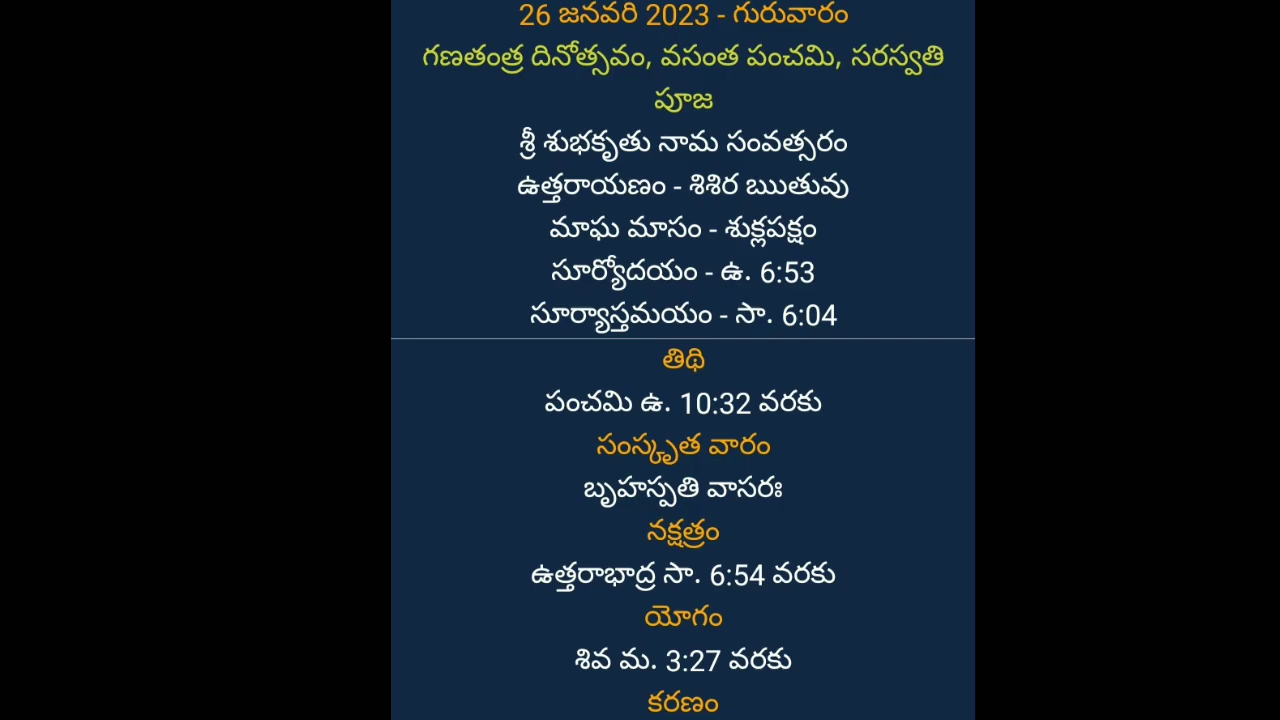 26 జనవరి 2023 - గురువారం
గణతంత్ర దినోత్సవం, వసంత పంచమి, సరస్వతి
పూజ
శ్రీ శుభకృతు నామ సంవత్సరం
ఉత్తరాయణం - శిశిర ఋతువు
మాఘ మాసం - శుక్లపక్షం
సూర్యోదయం - ఉ. 6:53
సూర్యాస్తమయం - సా. 6:04
తిథి
పంచమి ఉ. 10:32 వరకు
సంస్కృత వారం
బృహస్పతి వాసరః
నక్షత్రం
ఉత్తరాభాద్ర సా. 6:54 వరకు
యోగం
శివ మ. 3:27 వరకు
కరణం